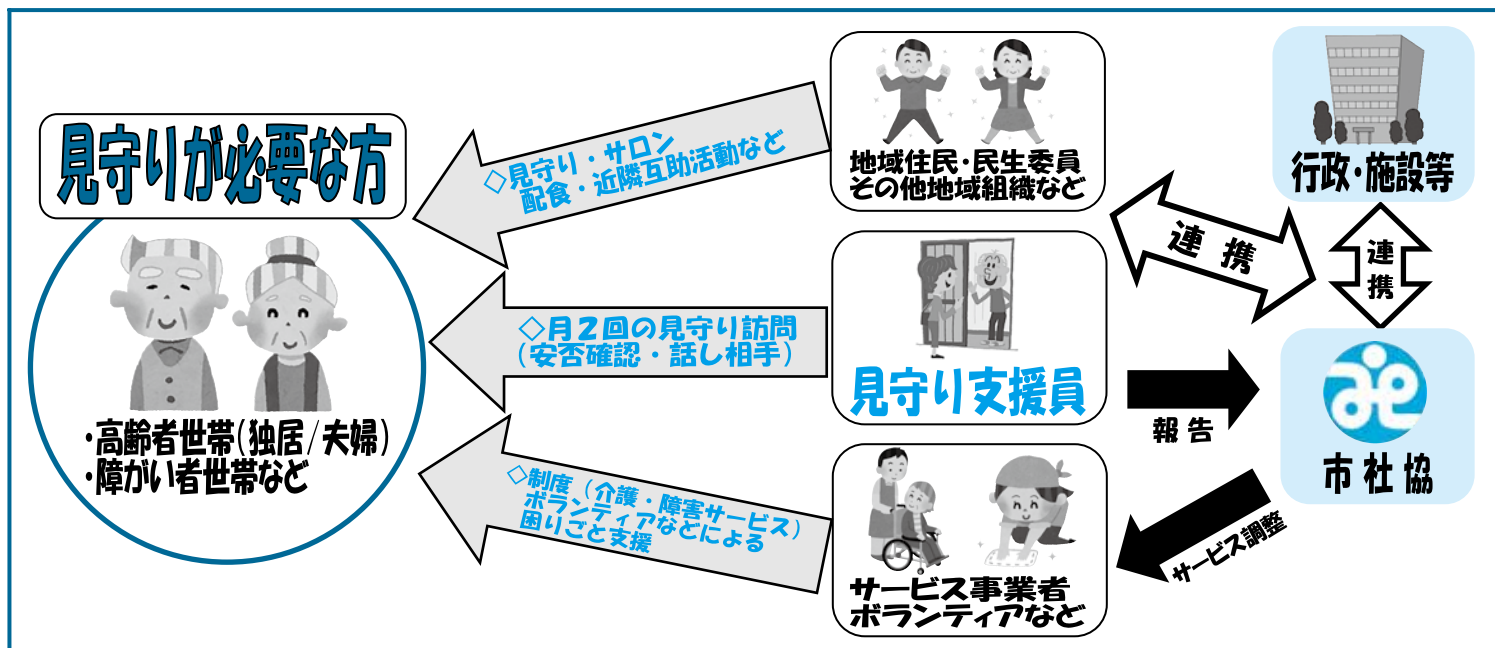 見守りが必要な方
・高齢者世帯(独居/夫婦)
・障がい者世帯など
◇見守り・サロン
配食・近隣互助活動など
◇月2回の見守り訪問
(安否確認・話し相手)
◇制度(介護・障害サービス)
ボランティアなどによる
困りごと支援
地域住民・民生委員
その他地域組織など
見守り支援員
サービス事業者
ボランティアなど
連携
行政・施設等
連携
報告
市社協
サービス調整